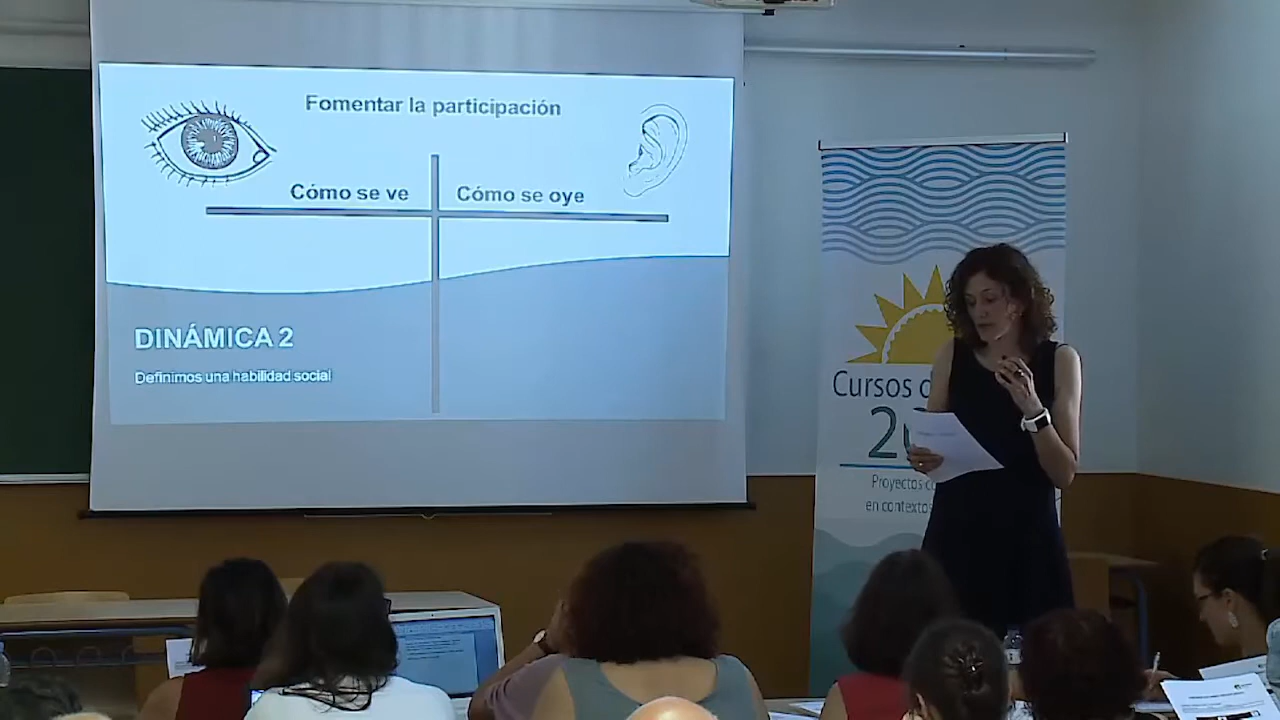 Fomentar la participación
Cómo se ve
Cómo se oye
DINÁMICA 2
Definimos una habilidad social
Cursos
Proyectos
en contextos